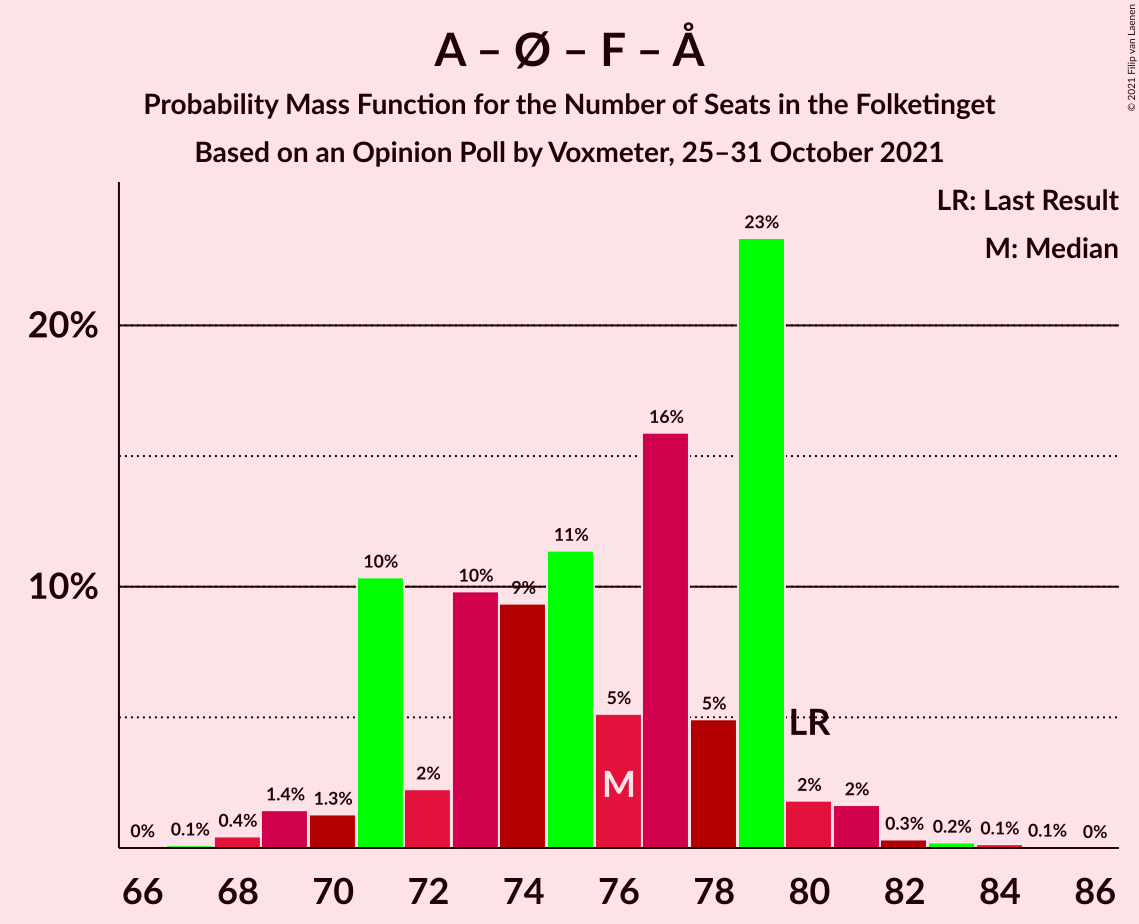 A – Ø – F – Å
Probability Mass Function for the Number of Seats in the Folketinget
Based on an Opinion Poll by Voxmeter, 25–31 October 2021
© 2021 Filip van Laenen
LR: Last Result
M: Median
20%
10%
0%
0.1%
0.4%
1.4%
1.3%
10%
2%
10%
9%
11%
5%
16%
5%
23%
2%
2%
0.3%
0.2%
0.1%
0.1%
0%
M
LR
66 68 70 72 74 76 78 80 82 84 86